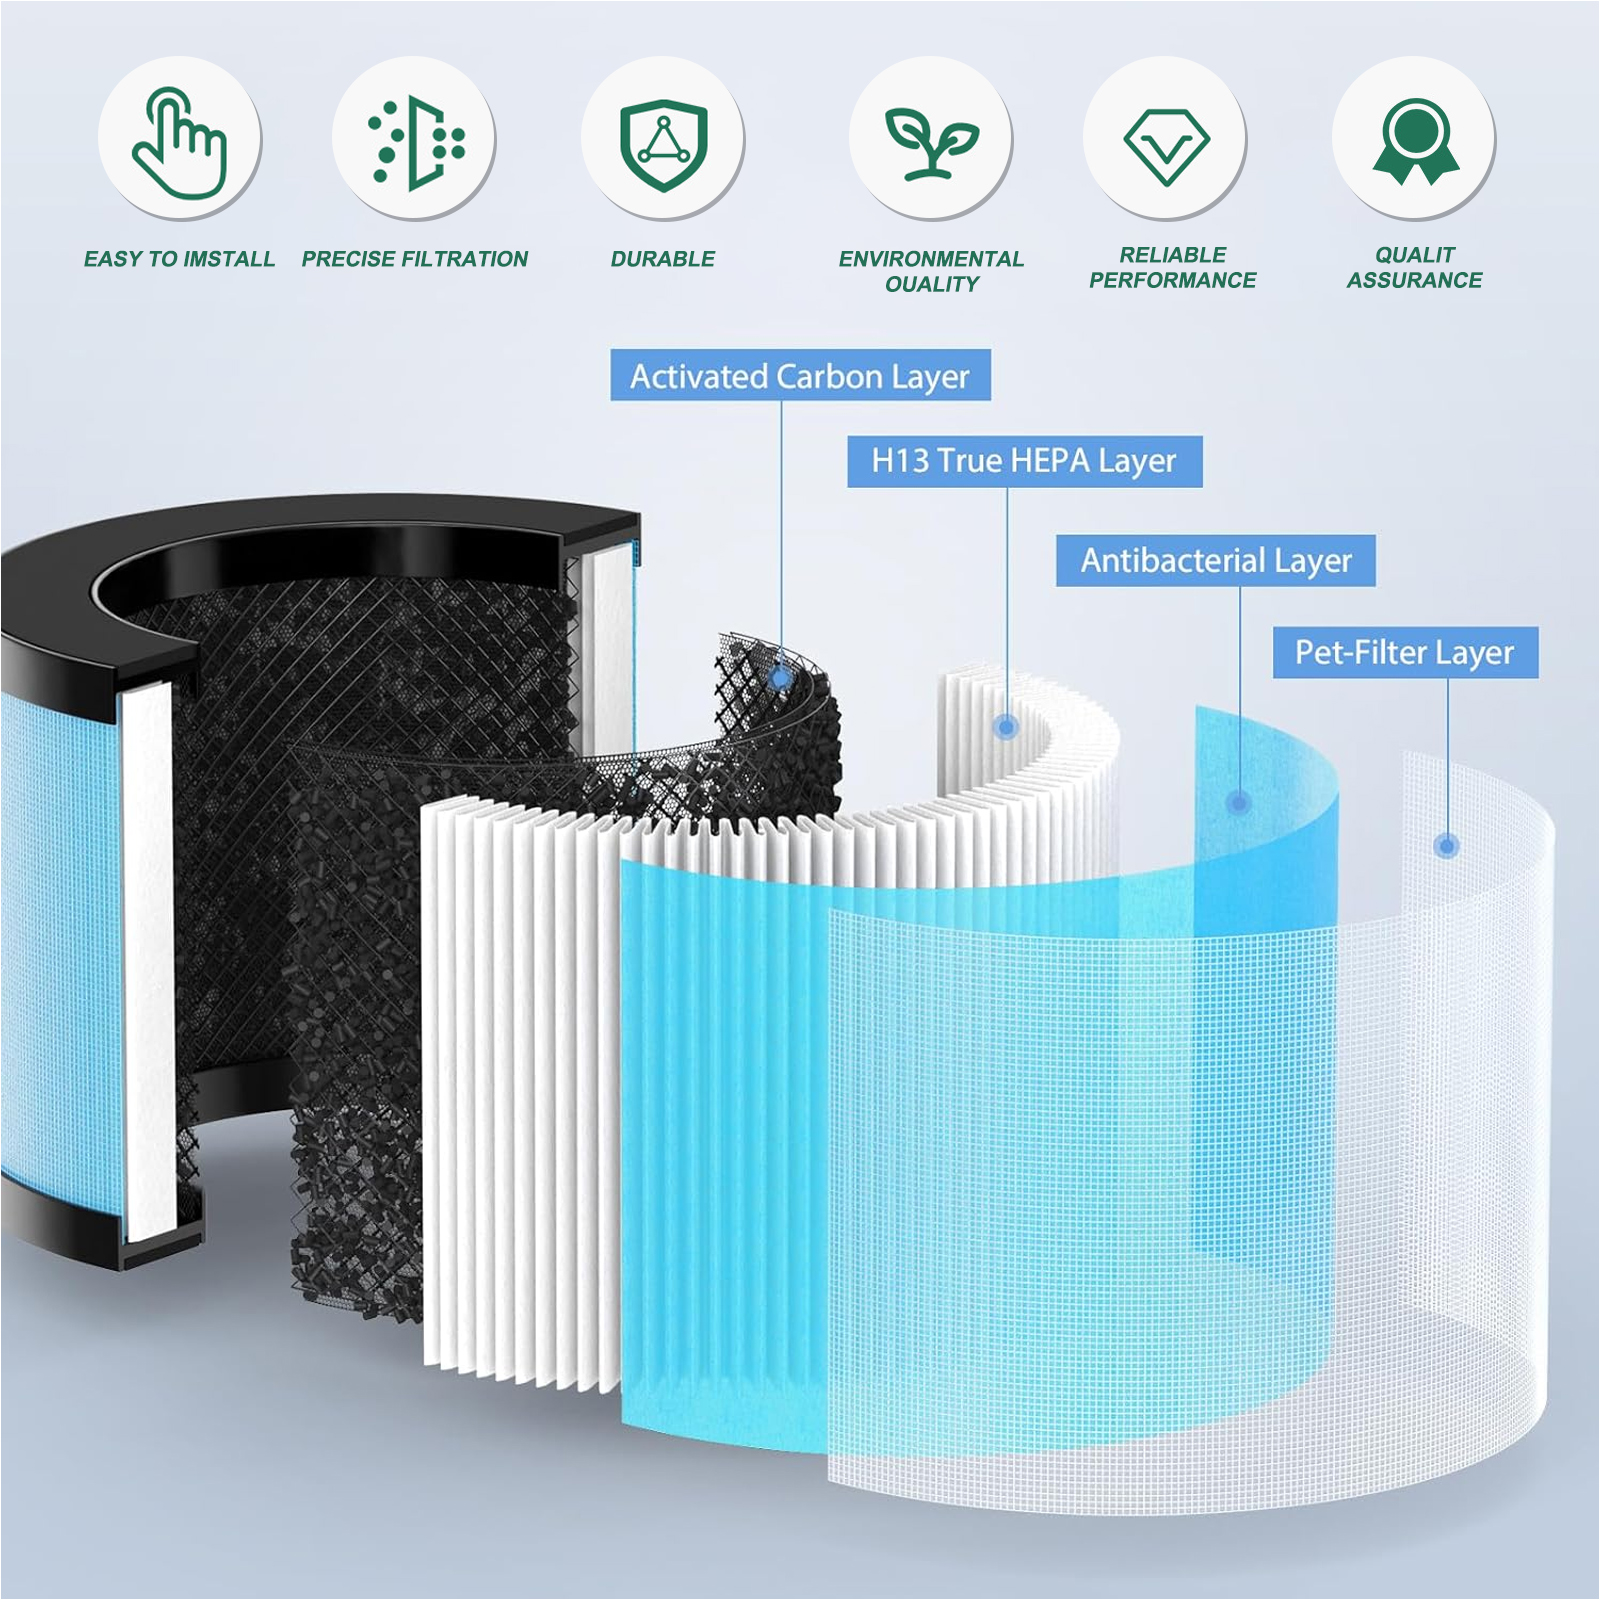 EASY TO IMSTALL
PRECISE FILTRATION
DURABLE
ENVIRONMENTAL
OUALITY
RELIABLE
PERFORMANCE
QUALIT
ASSURANCE
Activated Carbon Layer
H13 True HEPA Layer
Antibacterial Layer
Pet-Filter Layer